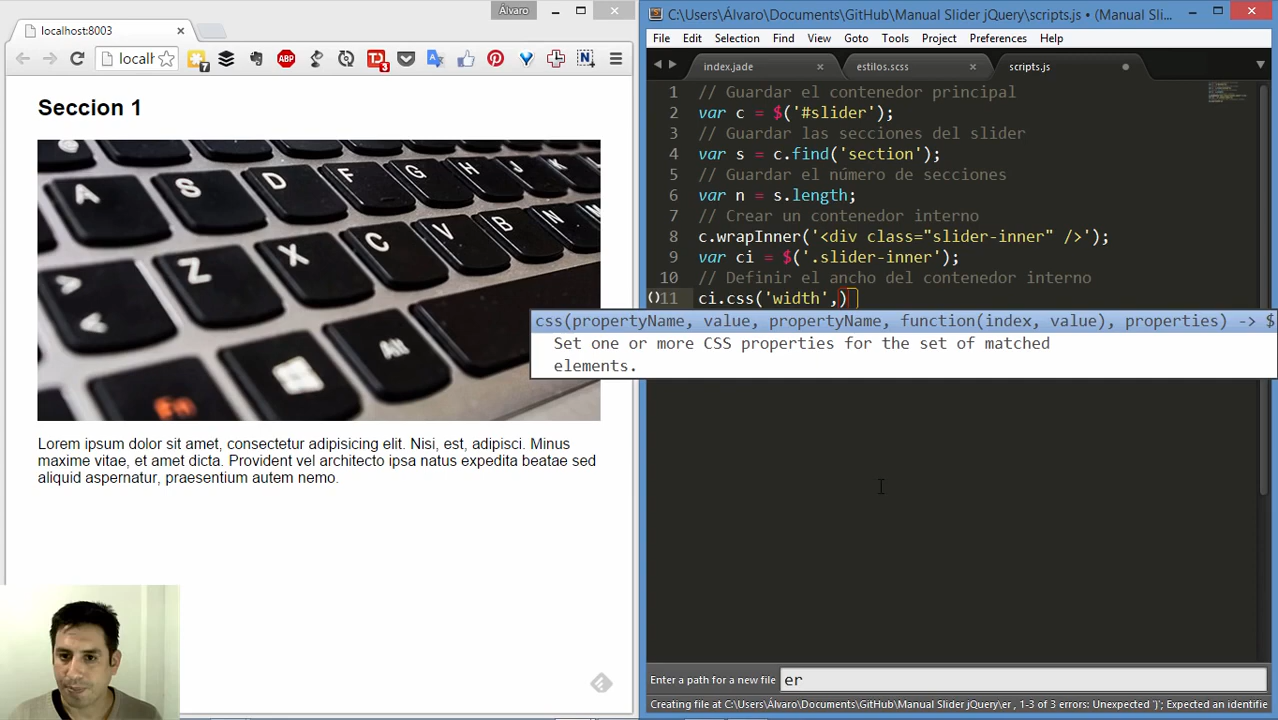 Álvaro
localhost:8003
localh
7
ABP
3
N
Seccion 1
A S D F G H J K L
Z X C V B N M
Alt
Fn
Lorem ipsum dolor sit amet, consectetur adipisicing elit. Nisi, est, adipisci. Minus
maxime vitae, et amet dicta. Provident vel architecto ipsa natus expedita beatae sed
aliquid aspernatur, praesentium autem nemo.
C:\Users\Álvaro\Documents\GitHub\Manual Slider jQuery\scripts.js • (Manual Sli...
File Edit Selection Find View Goto Tools Project Preferences Help
index.jade estilos.scss scripts.js
1 // Guardar el contenedor principal
2 var c = $('#slider');
3 // Guardar las secciones del slider
4 var s = c.find('section');
5 // Guardar el número de secciones
6 var n = s.length;
7 // Crear un contenedor interno
8 c.wrapInner('<div class="slider-inner" />');
9 var ci = $('.slider-inner');
10 // Definir el ancho del contenedor interno
11 ci.css('width',)
css(propertyName, value, propertyName, function(index, value), properties) -> $
Set one or more CSS properties for the set of matched
elements.
Enter a path for a new file er
Creating file at C:\Users\Álvaro\Documents\GitHub\Manual Slider jQuery\er , 1-3 of 3 errors: Unexpected ')'; Expected an identifie